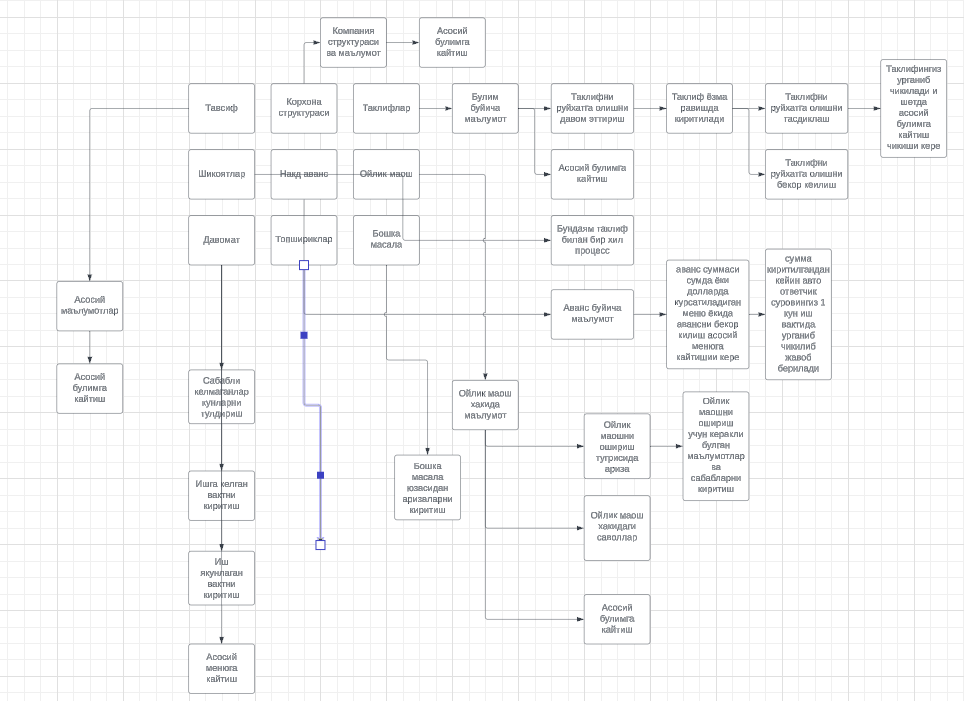 Компания
структураси
ва маълумот
Асосий
булимга
кайтиш
Тавсиф
Корхона
структураси
Таклифлар
Булим
буйича
маълумот
Таклифни
руйхатга олишни
давом эттириш
Таклиф ёзма
равишда
киритилади
Таклифни
руйхатга олишни
тасдиклаш
Таклифингиз
урганиб
чикилади и
шетда
асосий
булимга
кайтиш
чикиши кере
Шикоятлар
Накд аванс
Ойлик маош
Асосий булимга
кайтиш
Таклифни
руйхатга олишни
бекор кеилиш
Давомат
Топшириклар
Бошка
масала
Бундаям таклиф
билан бир хил
процесс
Асосий
маълумотлар
Аванс буйича
маълумот
аванс суммаси
сумда ёки
долларда
курсатиладиган
меню ёкида
авансни бекор
килиш асосий
менюга
кайтишии кере
сумма
киритилгандан
кейин авто
ответчик
суровингиз 1
кун иш
вактида
урганиб
чикилиб
жавоб
берилади
Асосий
булимга
кайтиш
Сабабли
келмаганлар
кунларни
тулдириш
Ойлик маош
хакида
маълумот
Ойлик
маошни
ошириш
тугрисида
ариза
Ойлик
маошни
ошириш
учун керакли
булган
маълумотлар
ва
сабабларни
киритиш
Ишга келган
вактни
киритиш
Бошка
масала
юзасидан
аризаларни
киритиш
Ойлик маош
хакидаги
саволлар
Иш
якунлаган
вактни
киритиш
Асосий
булимга
кайтиш
Асосий
менюга
кайтиш